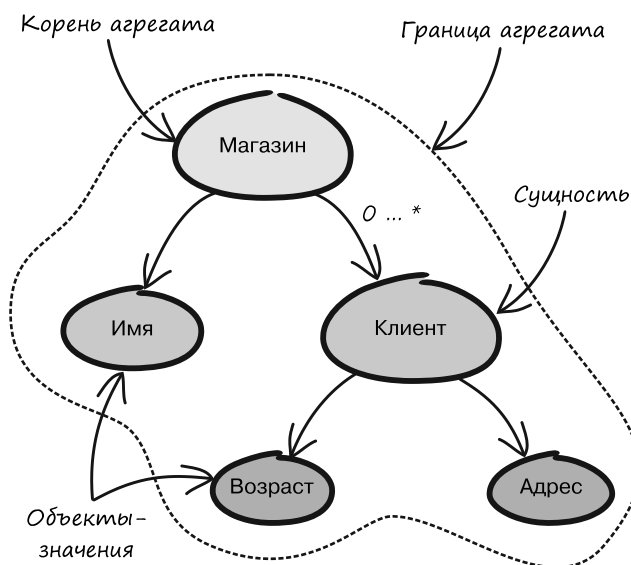 Корень агрегата
Граница агрегата
Магазин
0 ... *
Сущность
Имя
Клиент
Возраст
Адрес
Объекты-
значения